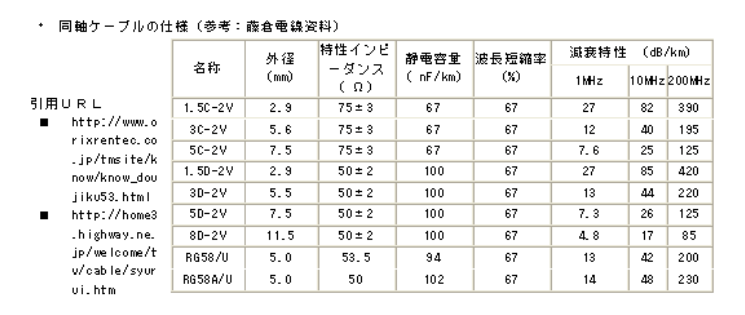 ・ 同軸ケーブルの仕様（参考：藤倉電線資料）
名称 外径 (mm) 特性インピーダンス (Ω) 静電容量 ( nF/km) 波長短縮率 (%) 減衰特性 (dB/km)
1MHz 10MHz 200MHz
1.5C-2V 2.9 75±3 67 67 27 82 390
3C-2V 5.6 75±3 67 67 12 40 195
5C-2V 7.5 75±3 67 67 7.6 25 125
1.5D-2V 2.9 50±2 100 67 27 85 420
3D-2V 5.5 50±2 100 67 13 44 220
5D-2V 7.5 50±2 100 67 7.3 26 125
8D-2V 11.5 50±2 100 67 4.8 17 85
RG58/U 5.0 53.5 94 67 13 42 200
RG58A/U 5.0 50 102 67 14 48 230
引用ＵＲＬ
■ http://www.o
rixrentec.co
.jp/tmsite/k
now/know_dou
jiku53.html
■ http://home3
.highway.ne.
jp/welcome/t
v/cable/syur
ui.htm